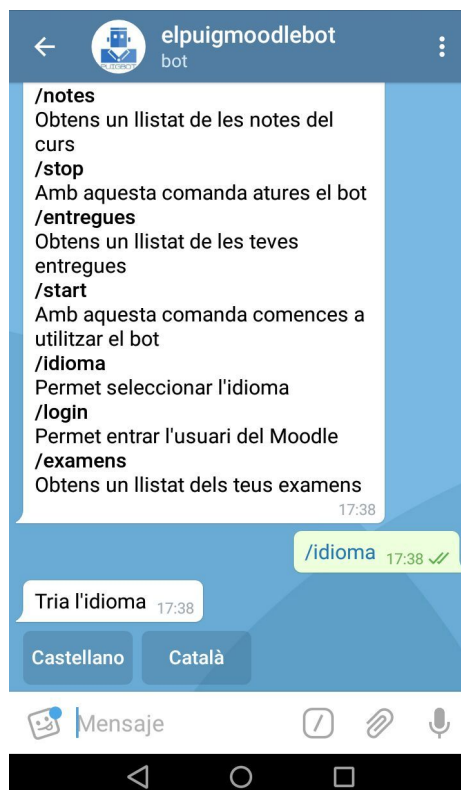 elpuigmoodlebot
bot
PUIGBOT
/notes
Obtens un llistat de les notes del
curs
/stop
Amb aquesta comanda atures el bot
/entregues
Obtens un llistat de les teves
entregues
/start
Amb aquesta comanda comences a
utilitzar el bot
/idioma
Permet seleccionar l'idioma
/login
Permet entrar l'usuari del Moodle
/examens
Obtens un llistat dels teus examens
17:38
/idioma 17:38
Tria l'idioma 17:38
Castellano Català
Mensaje